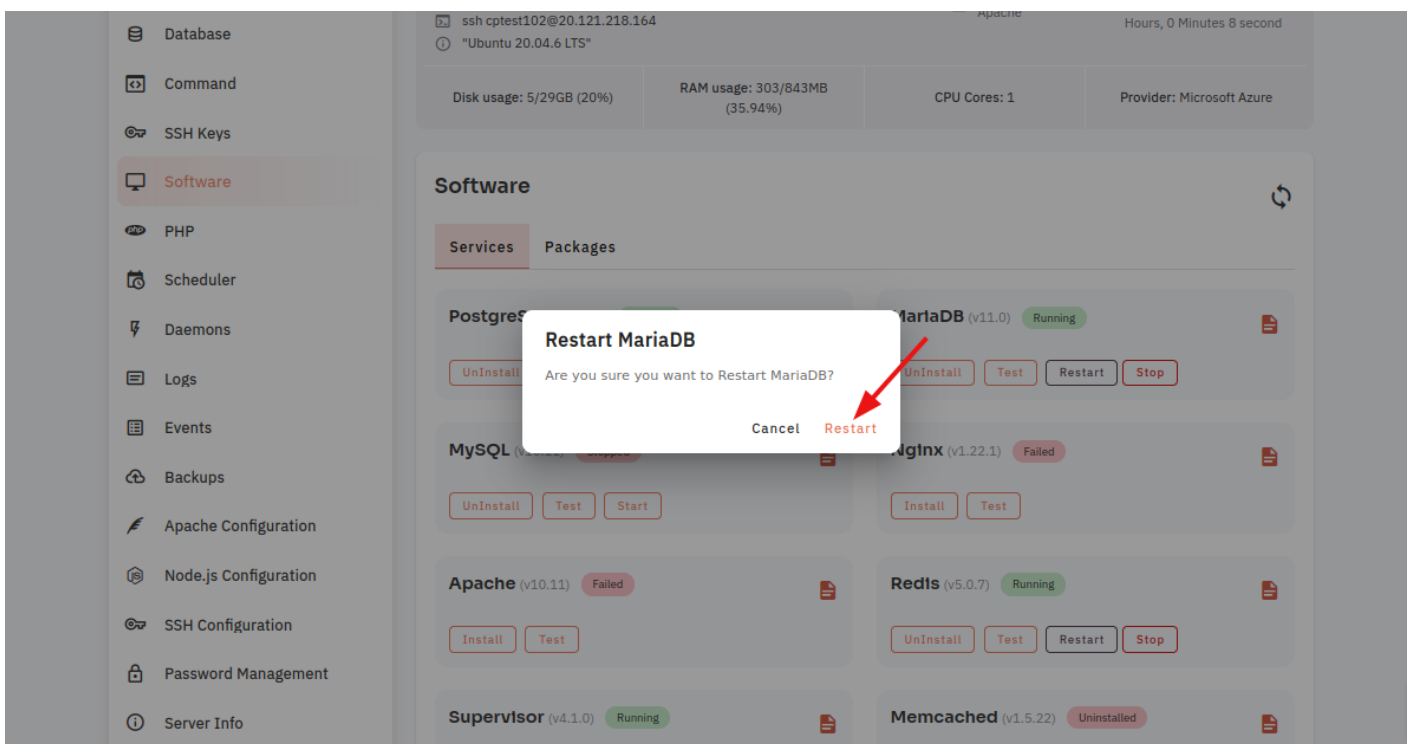 Database
Command
SSH Keys
Software
PHP
Scheduler
Daemons
Logs
Events
Backups
Apache Configuration
Node.js Configuration
SSH Configuration
Password Management
Server Info
ssh cptest102@20.121.218.164
"Ubuntu 20.04.6 LTS"
Apache
Hours, 0 Minutes 8 second
Disk usage: 5/29GB (20%)
RAM usage: 303/843MB
(35.94%)
CPU Cores: 1
Provider: Microsoft Azure
Software
Services Packages
MariaDB (v11.0) Running
UnInstall
UnInstall Test Restart Stop
Restart MariaDB
Are you sure you want to Restart MariaDB?
Cancel Restart
MySQL
UnInstall Test Start
Nginx (v1.22.1) Failed
Install Test
Apache (v10.11) Failed
Install Test
Redis (v5.0.7) Running
UnInstall Test Restart Stop
Supervisor (v4.1.0) Running
Memcached (v1.5.22) Uninstalled